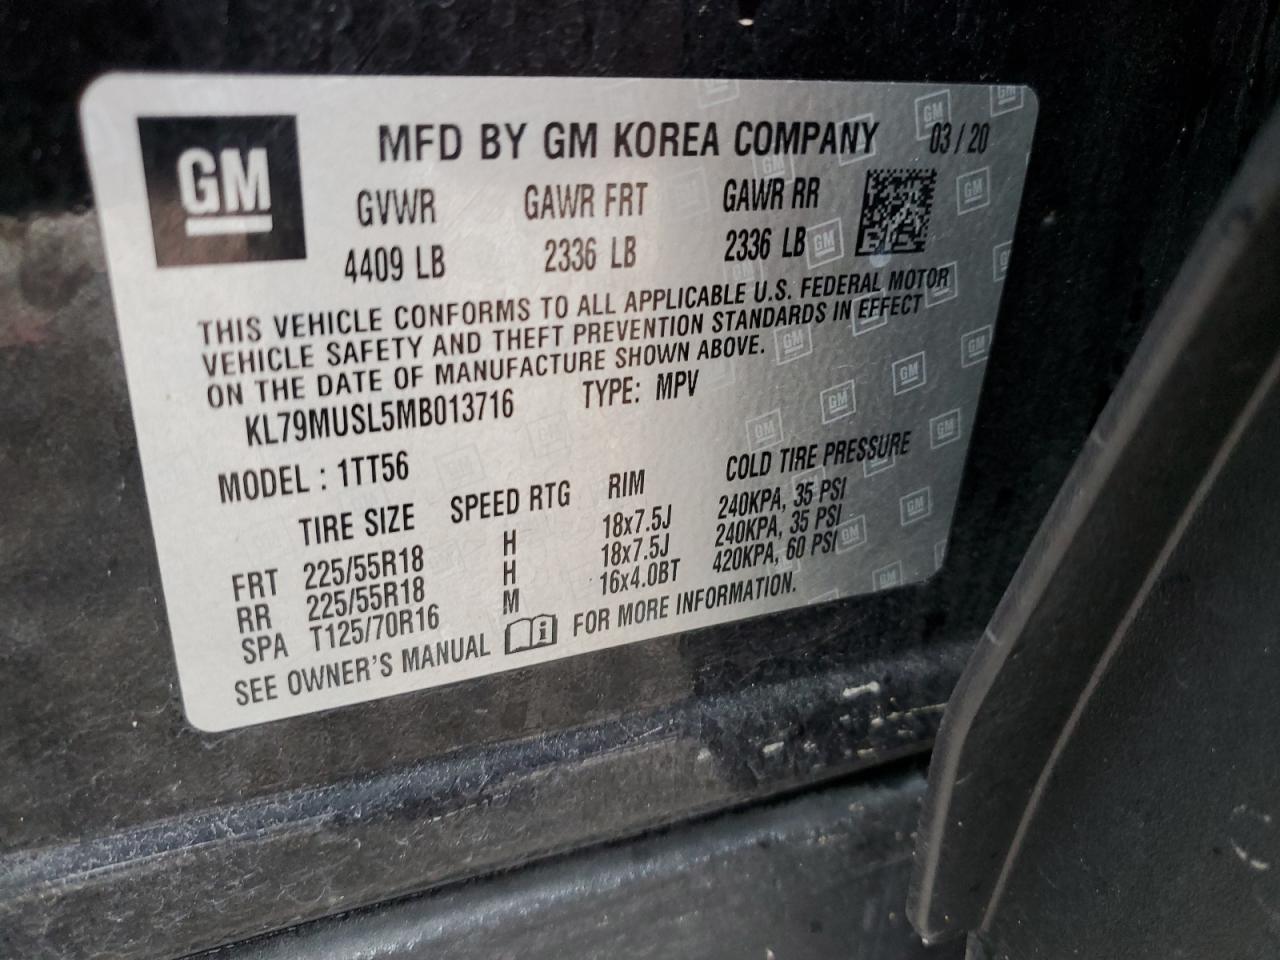 GM
MFD BY GM KOREA COMPANY 03/20
GVWR GAWR FRT GAWR RR
4409 LB 2336 LB 2336 LB
THIS VEHICLE CONFORMS TO ALL APPLICABLE U.S. FEDERAL MOTOR
VEHICLE SAFETY AND THEFT PREVENTION STANDARDS IN EFFECT
ON THE DATE OF MANUFACTURE SHOWN ABOVE.
KL79MUSL5MB013716 TYPE: MPV
MODEL : 1TT56
TIRE SIZE SPEED RTG RIM COLD TIRE PRESSURE
FRT 225/55R18 H 18x7.5J 240KPA, 35 PSI
RR 225/55R18 H 18x7.5J 240KPA, 35 PSI
SPA T125/70R16 M 16x4.0BT 420KPA, 60 PSI
SEE OWNER'S MANUAL i FOR MORE INFORMATION.